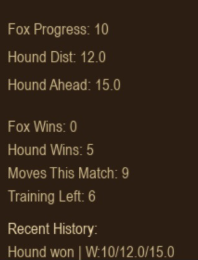 Fox Progress: 10
Hound Dist: 12.0
Hound Ahead: 15.0
Fox Wins: 0
Hound Wins: 5
Moves This Match: 9
Training Left: 6
Recent History:
Hound won | W:10/12.0/15.0